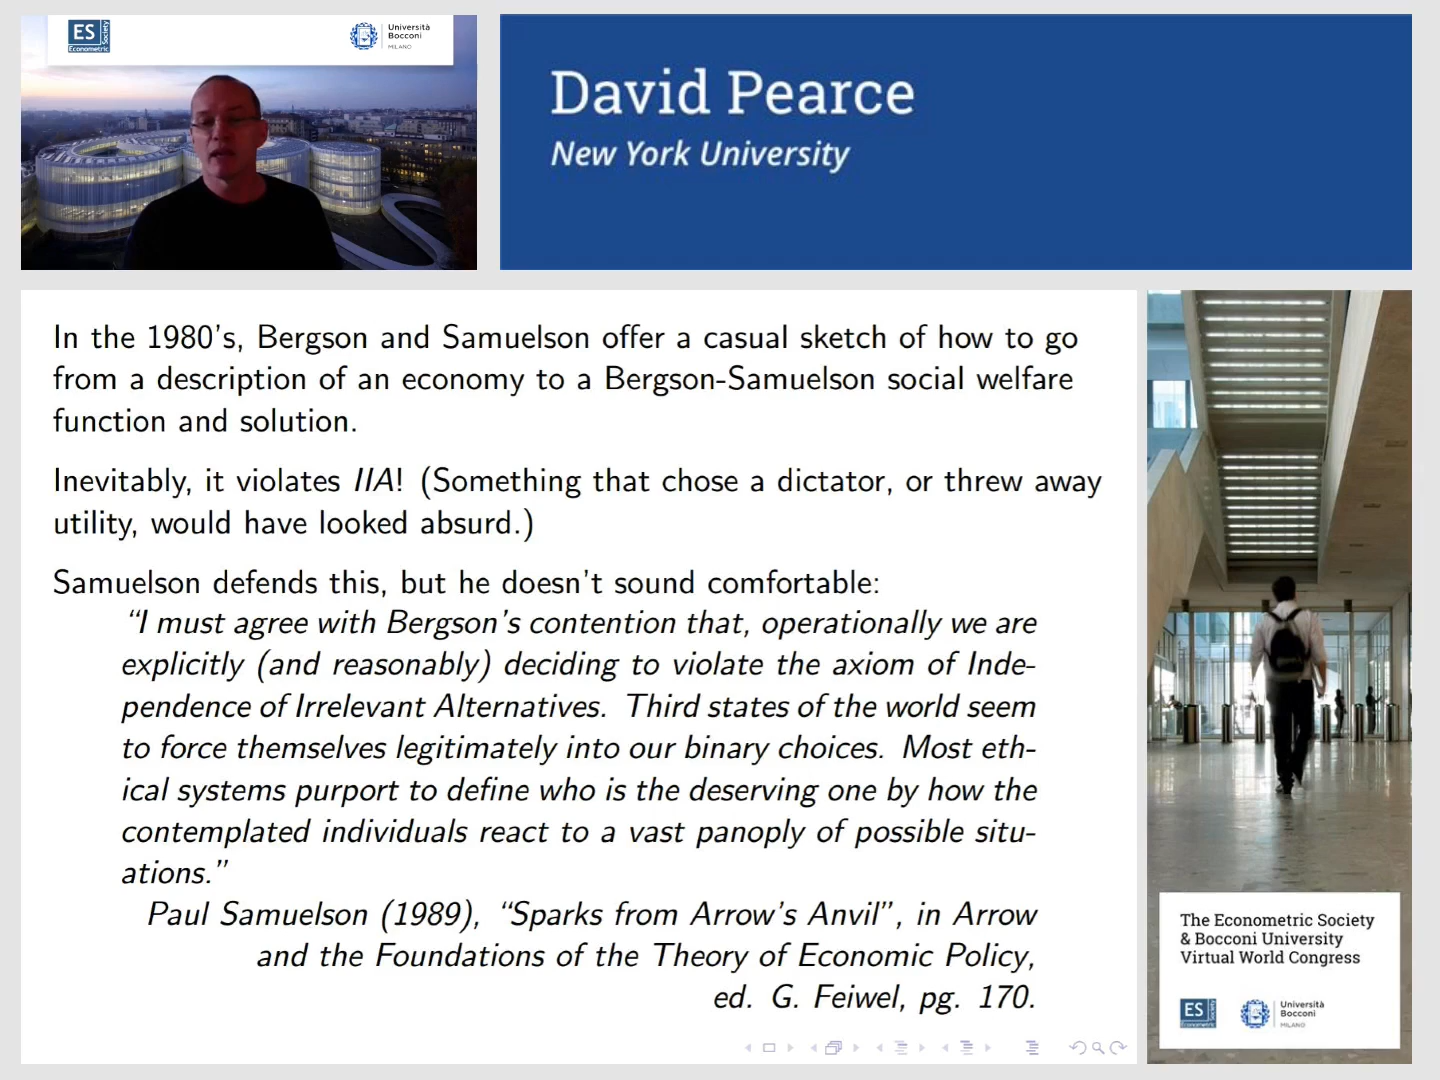 ES
Society
Econometric
Università
Bocconi
MILANO
David Pearce
New York University
In the 1980's, Bergson and Samuelson offer a casual sketch of how to go
from a description of an economy to a Bergson-Samuelson social welfare
function and solution.
Inevitably, it violates IIA! (Something that chose a dictator, or threw away
utility, would have looked absurd.)
Samuelson defends this, but he doesn't sound comfortable:
“I must agree with Bergson's contention that, operationally we are
explicitly (and reasonably) deciding to violate the axiom of Inde-
pendence of Irrelevant Alternatives. Third states of the world seem
to force themselves legitimately into our binary choices. Most eth-
ical systems purport to define who is the deserving one by how the
contemplated individuals react to a vast panoply of possible situ-
ations.”
Paul Samuelson (1989), “Sparks from Arrow's Anvil”, in Arrow
and the Foundations of the Theory of Economic Policy,
ed. G. Feiwel, pg. 170.
The Econometric Society
& Bocconi University
Virtual World Congress
ES
Society
Econometric
Università
Bocconi
MILANO